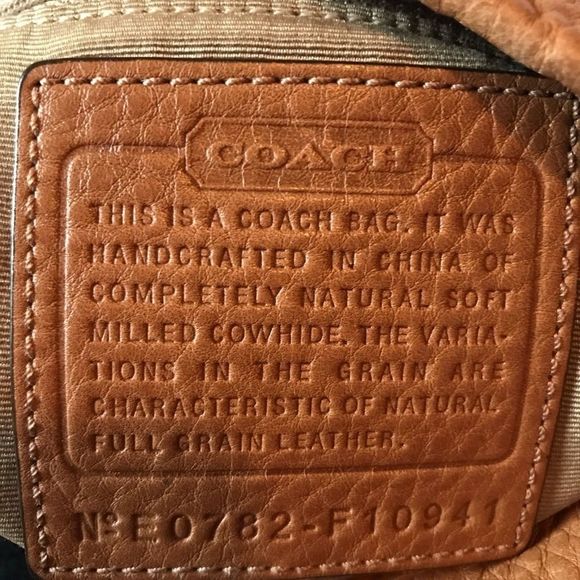 COACH
THIS IS A COACH BAG. IT WAS
HANDCRAFTED IN CHINA OF
COMPLETELY NATURAL SOFT
MILLED COWHIDE. THE VARIA-
TIONS IN THE GRAIN ARE
CHARACTERISTIC OF NATURAL
FULL GRAIN LEATHER.
Nº E0782-F10941